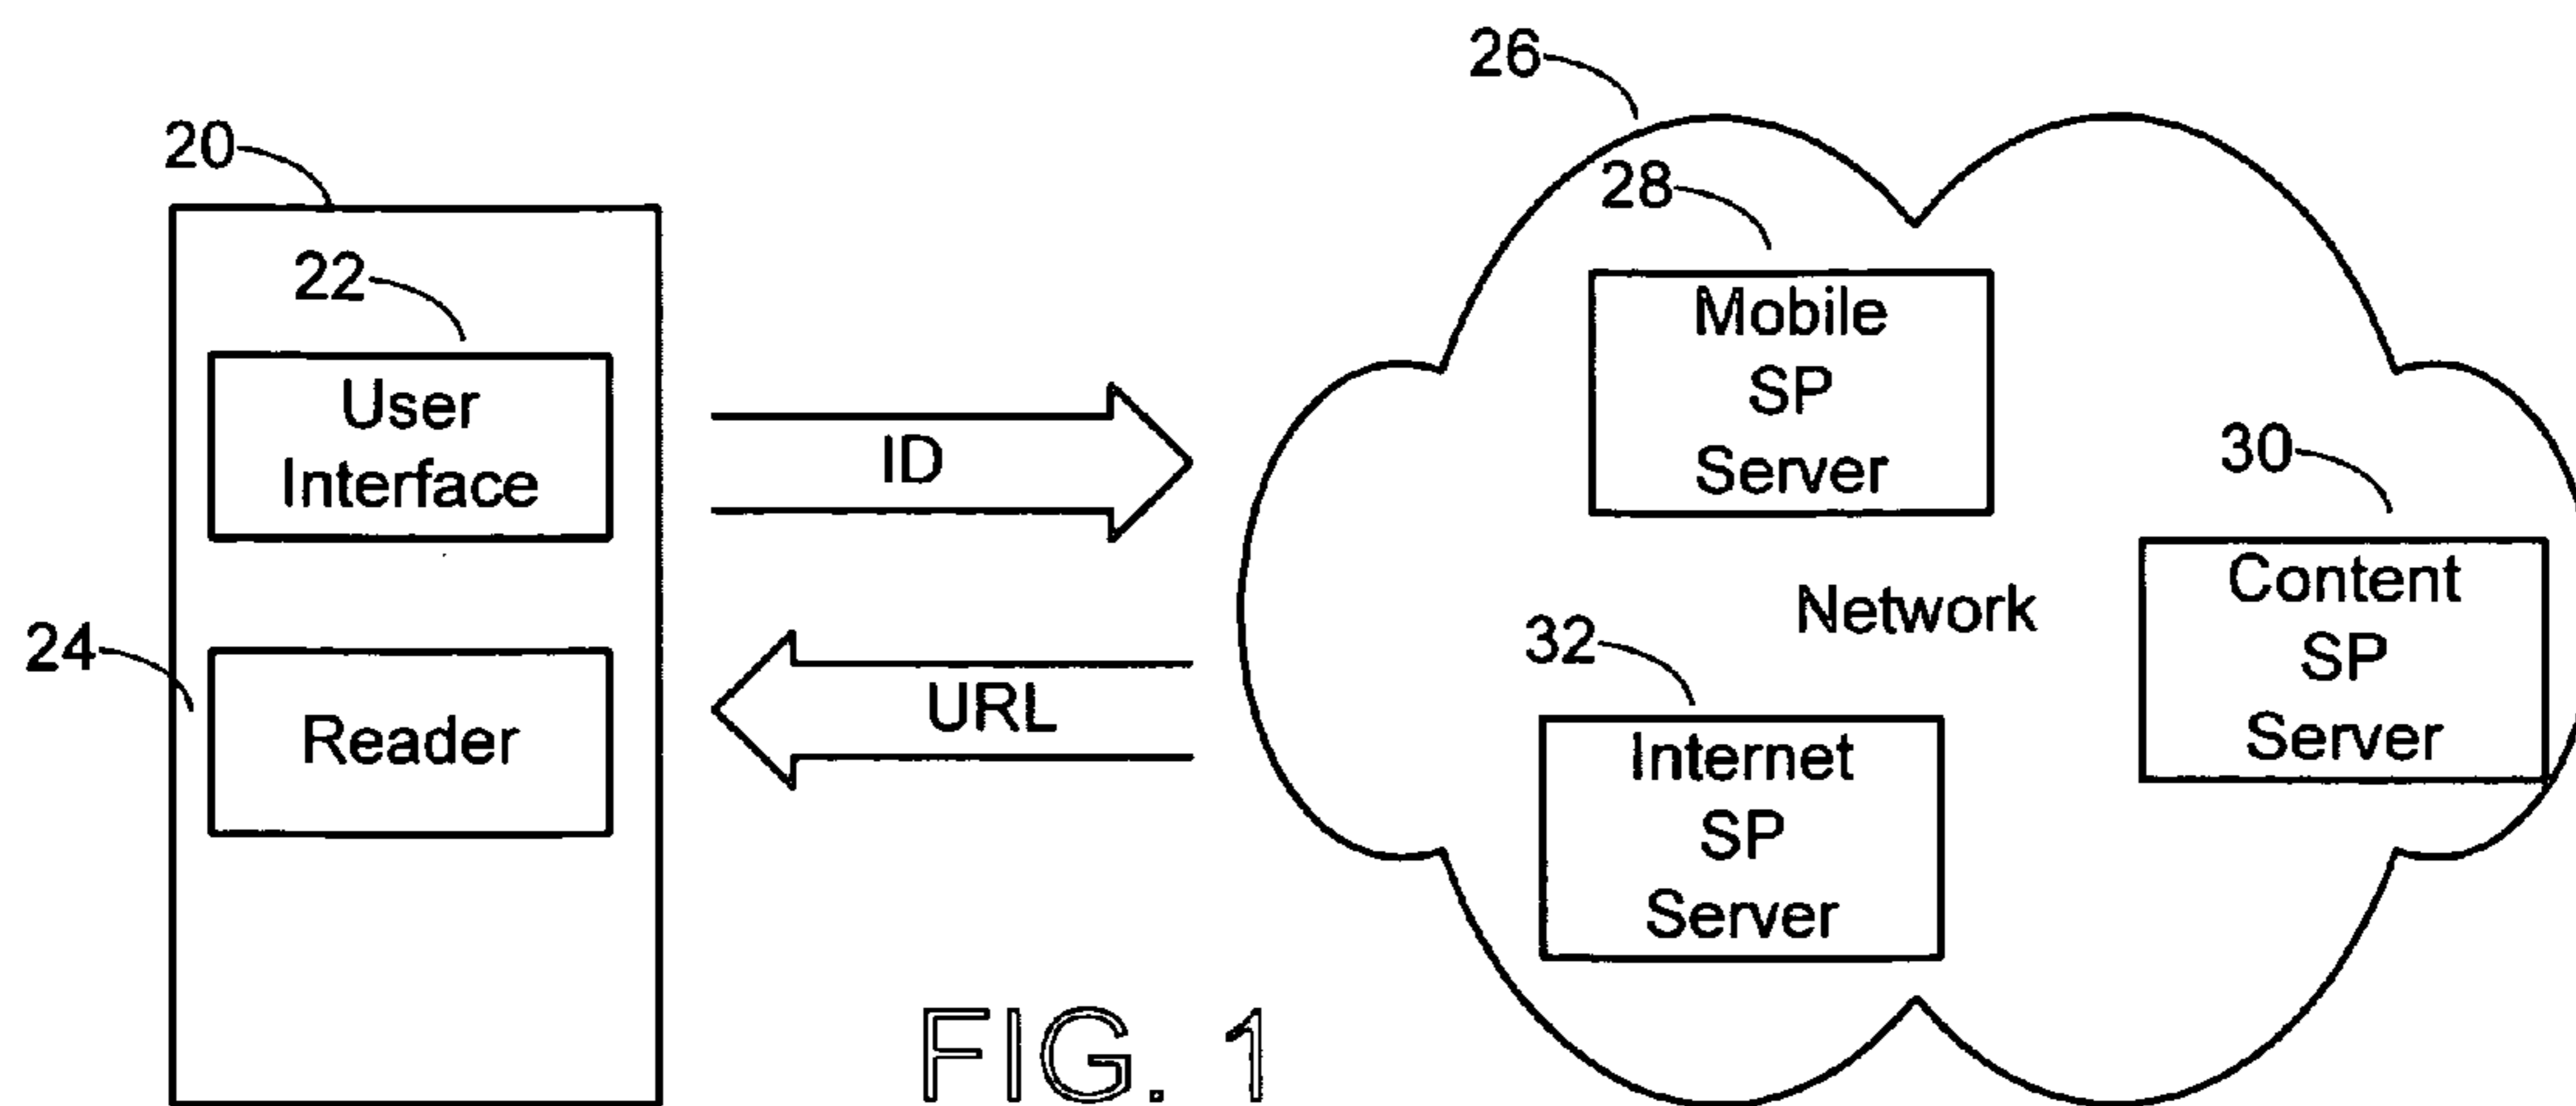 26
20
28
22
Mobile
SP
Server
User
Interface
ID
30
Content
SP
Server
Network
24
32
Reader
URL
Internet
SP
Server
FIG. 1